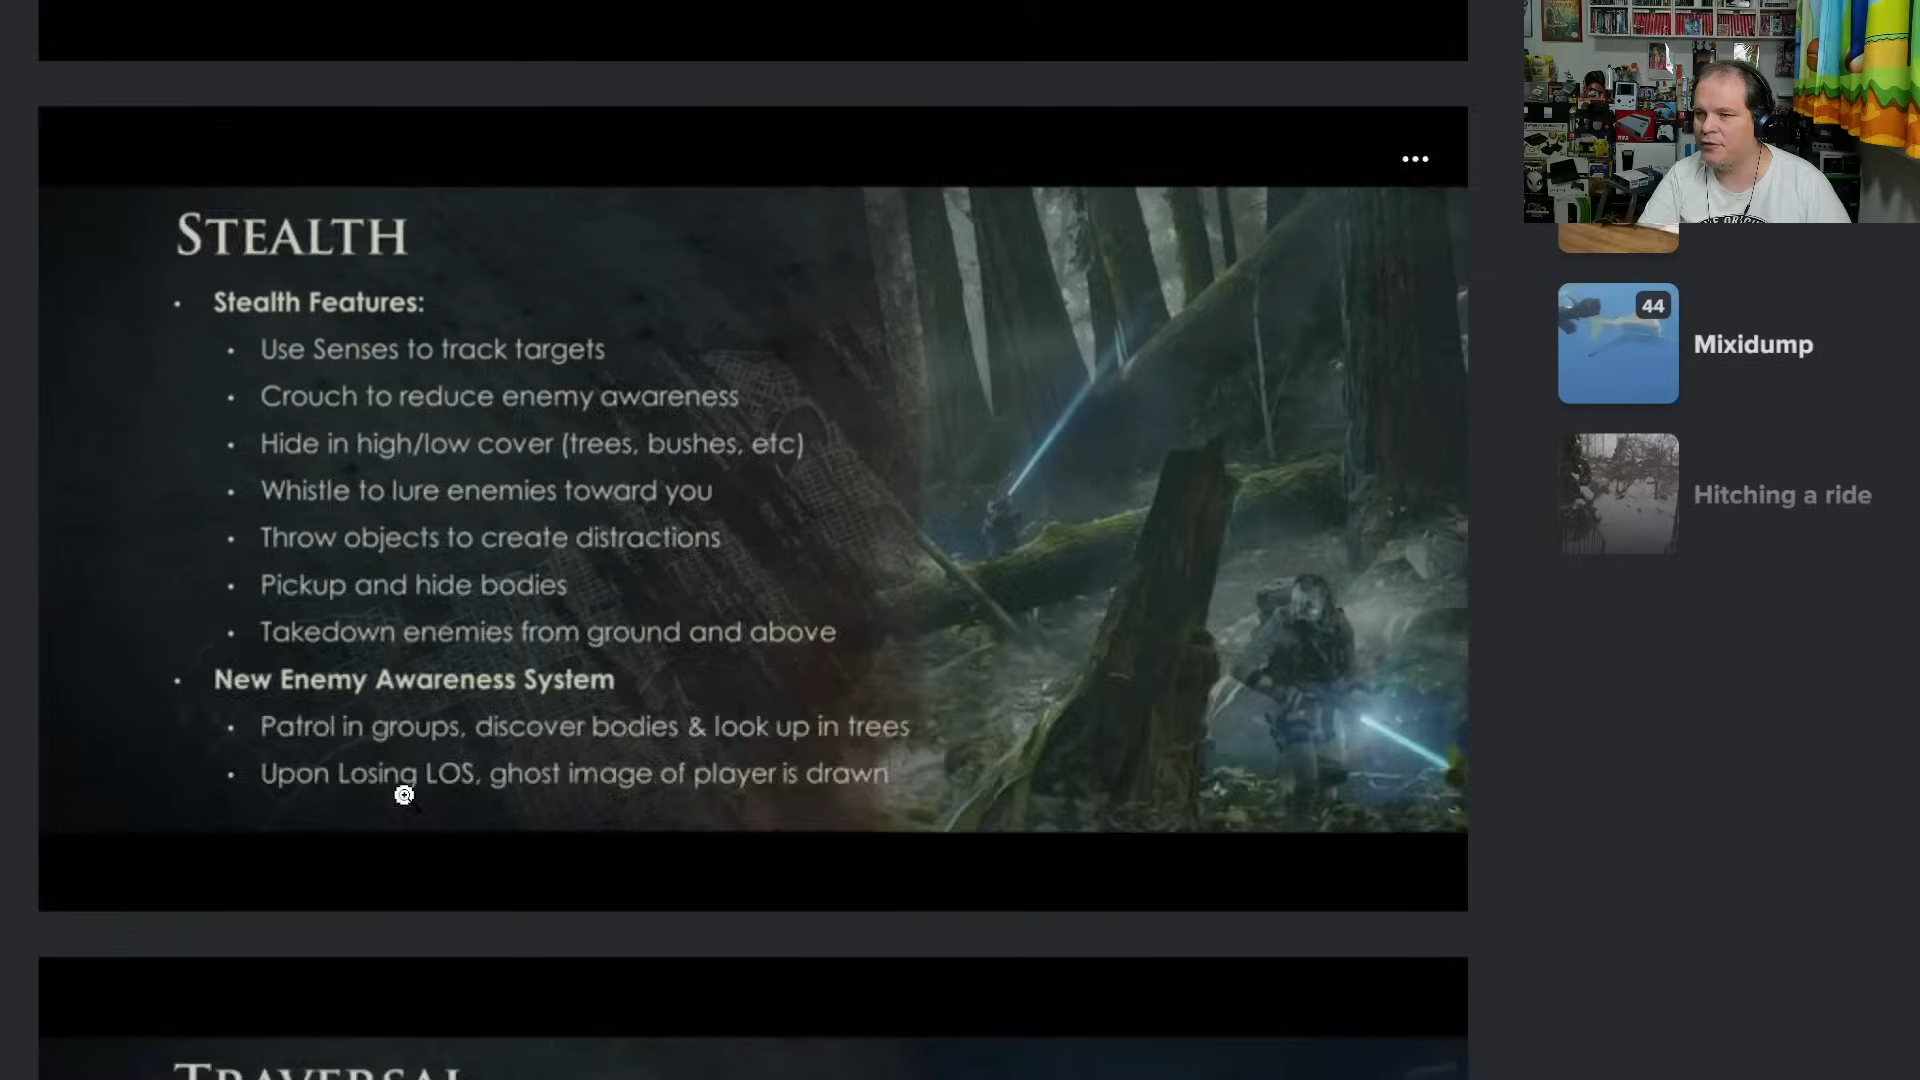 STEALTH
• Stealth Features:
• Use Senses to track targets
• Crouch to reduce enemy awareness
• Hide in high/low cover (trees, bushes, etc)
• Whistle to lure enemies toward you
• Throw objects to create distractions
• Pickup and hide bodies
• Takedown enemies from ground and above
• New Enemy Awareness System
• Patrol in groups, discover bodies & look up in trees
• Upon Losing LOS, ghost image of player is drawn
TRAVERSAL
44
Mixidump
Hitching a ride